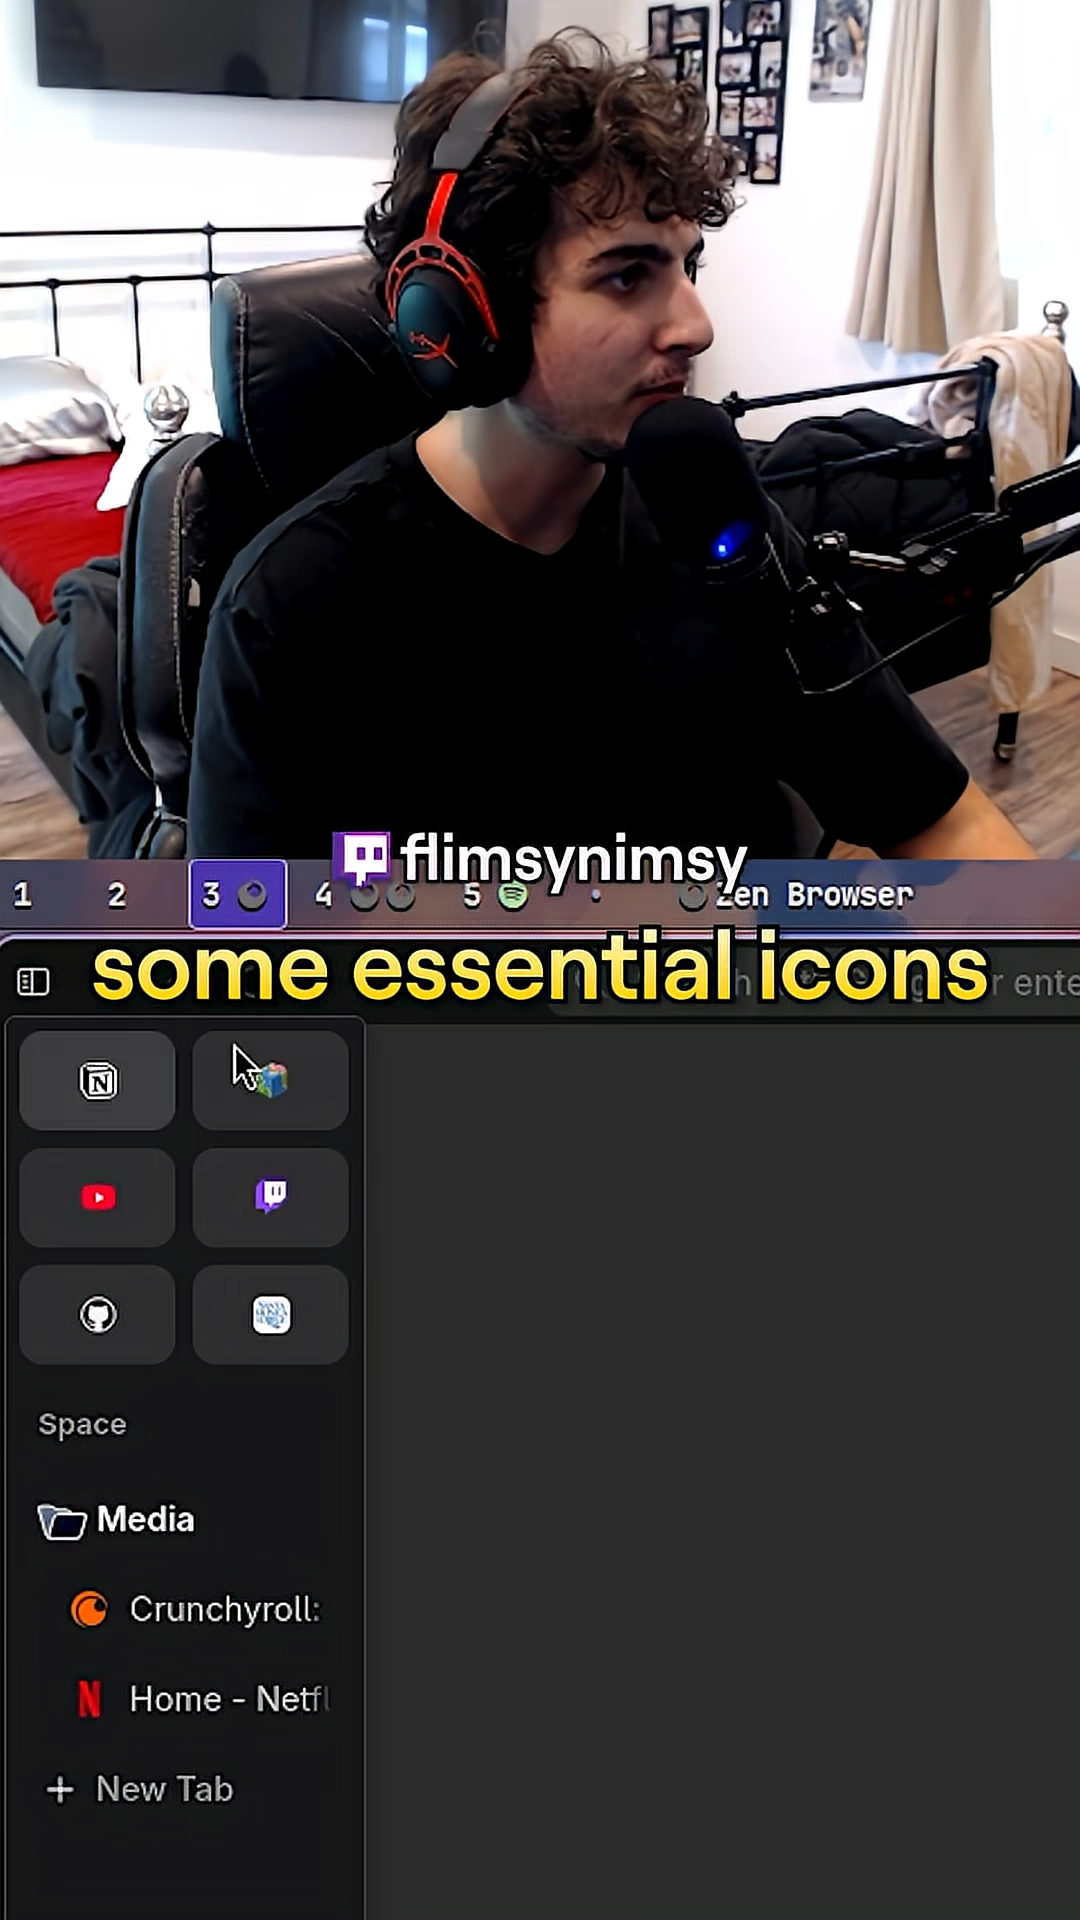 flimsynimsy
1 2 3 4 5 Zen Browser
some essential icons
Space
Media
Crunchyroll:
Home - Netfl
New Tab